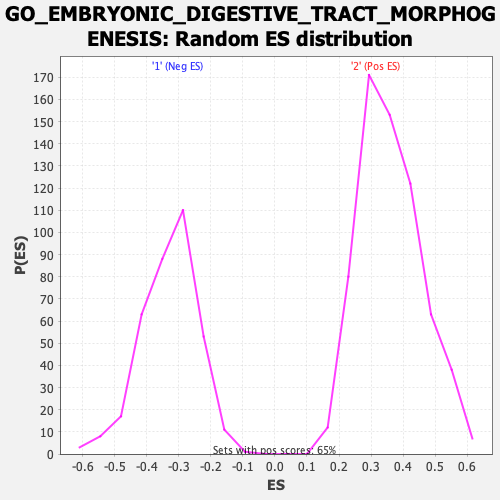 GO_EMBRYONIC_DIGESTIVE_TRACT_MORPHOG
ENESIS: Random ES distribution
'1' (Neg ES) '2' (Pos ES)
170
160
150
140
130
120
110
100
90
80
70
60
50
40
30
20
10
0
P(ES)
Sets with pos scores: 65%
-0.6 -0.5 -0.4 -0.3 -0.2 -0.1 0.0 0.1 0.2 0.3 0.4 0.5 0.6
ES